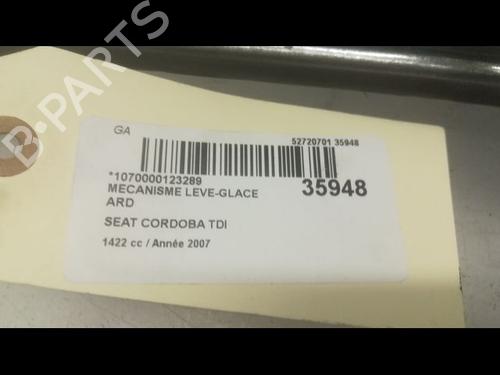 GA
52720701 35948
*1070000123289
MECANISME LEVE-GLACE
ARD
35948
SEAT CORDOBA TDI
1422 cc / Année 2007
B-PARTS